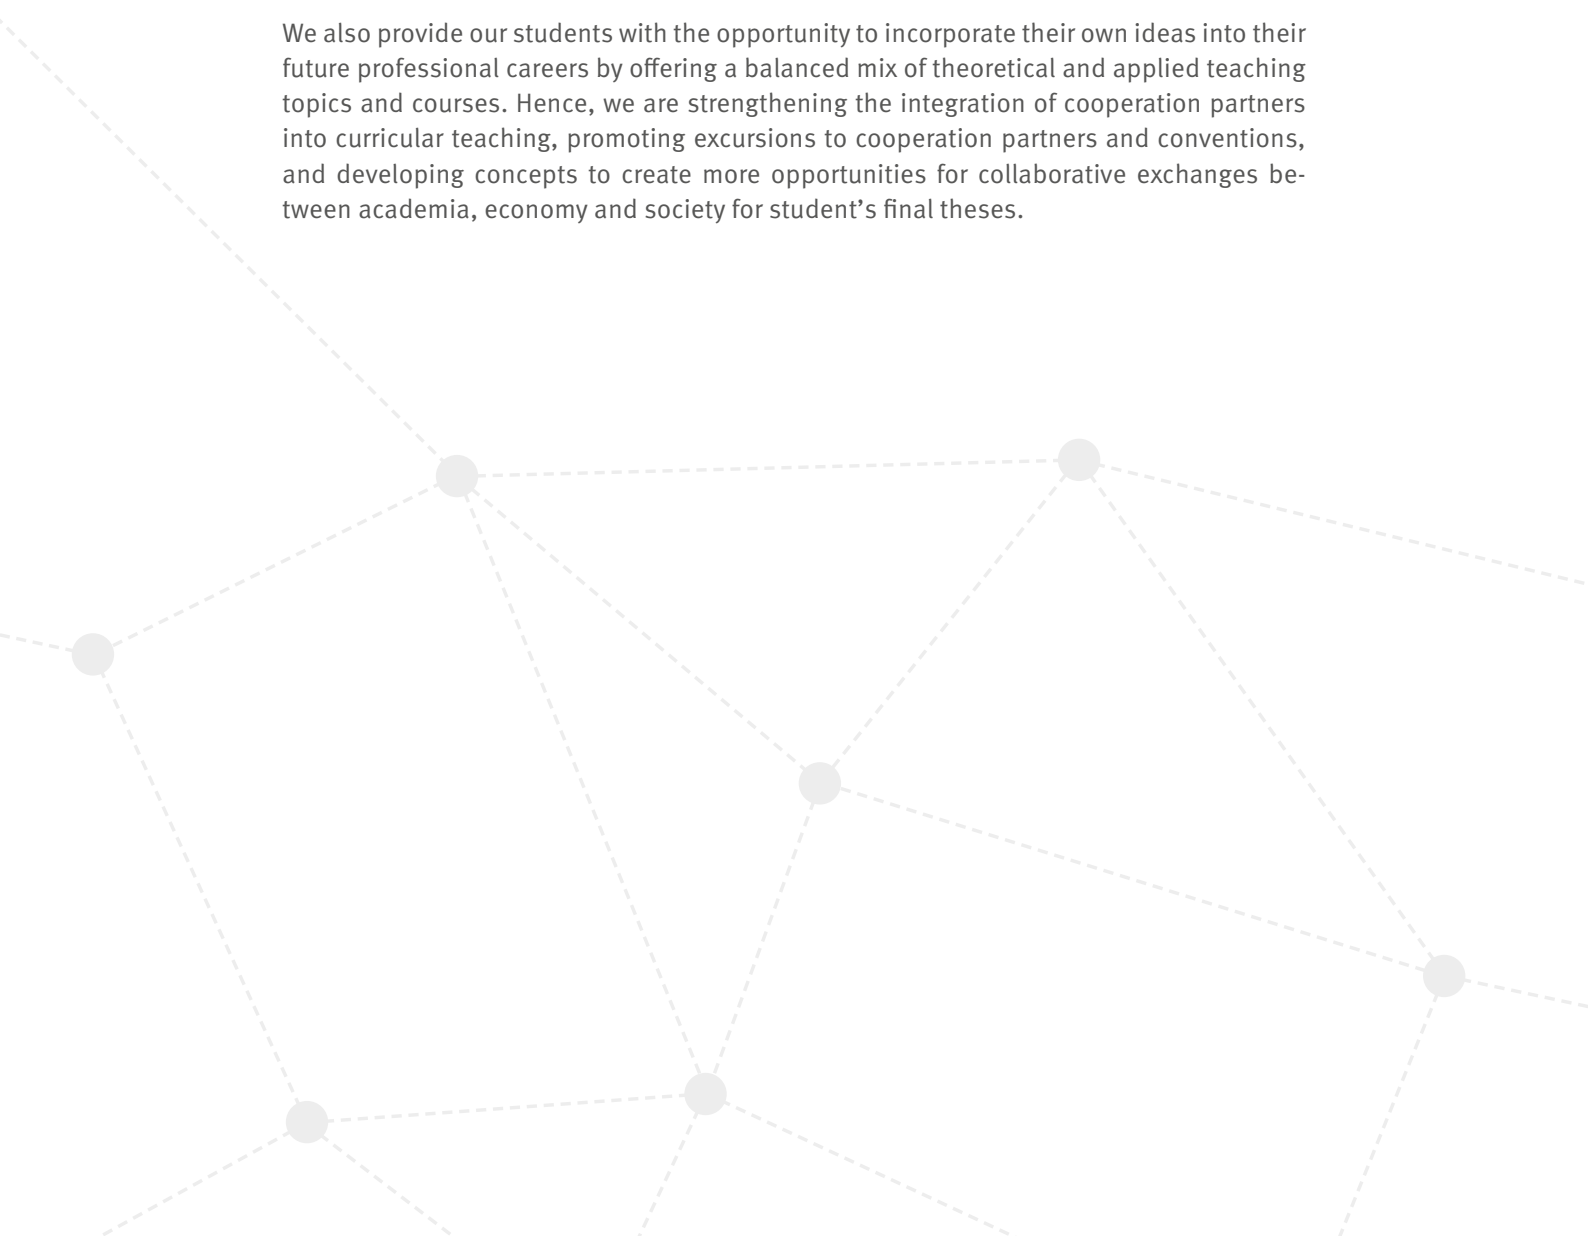 We also provide our students with the opportunity to incorporate their own ideas into their
future professional careers by offering a balanced mix of theoretical and applied teaching
topics and courses. Hence, we are strengthening the integration of cooperation partners
into curricular teaching, promoting excursions to cooperation partners and conventions,
and developing concepts to create more opportunities for collaborative exchanges be-
tween academia, economy and society for student’s final theses.